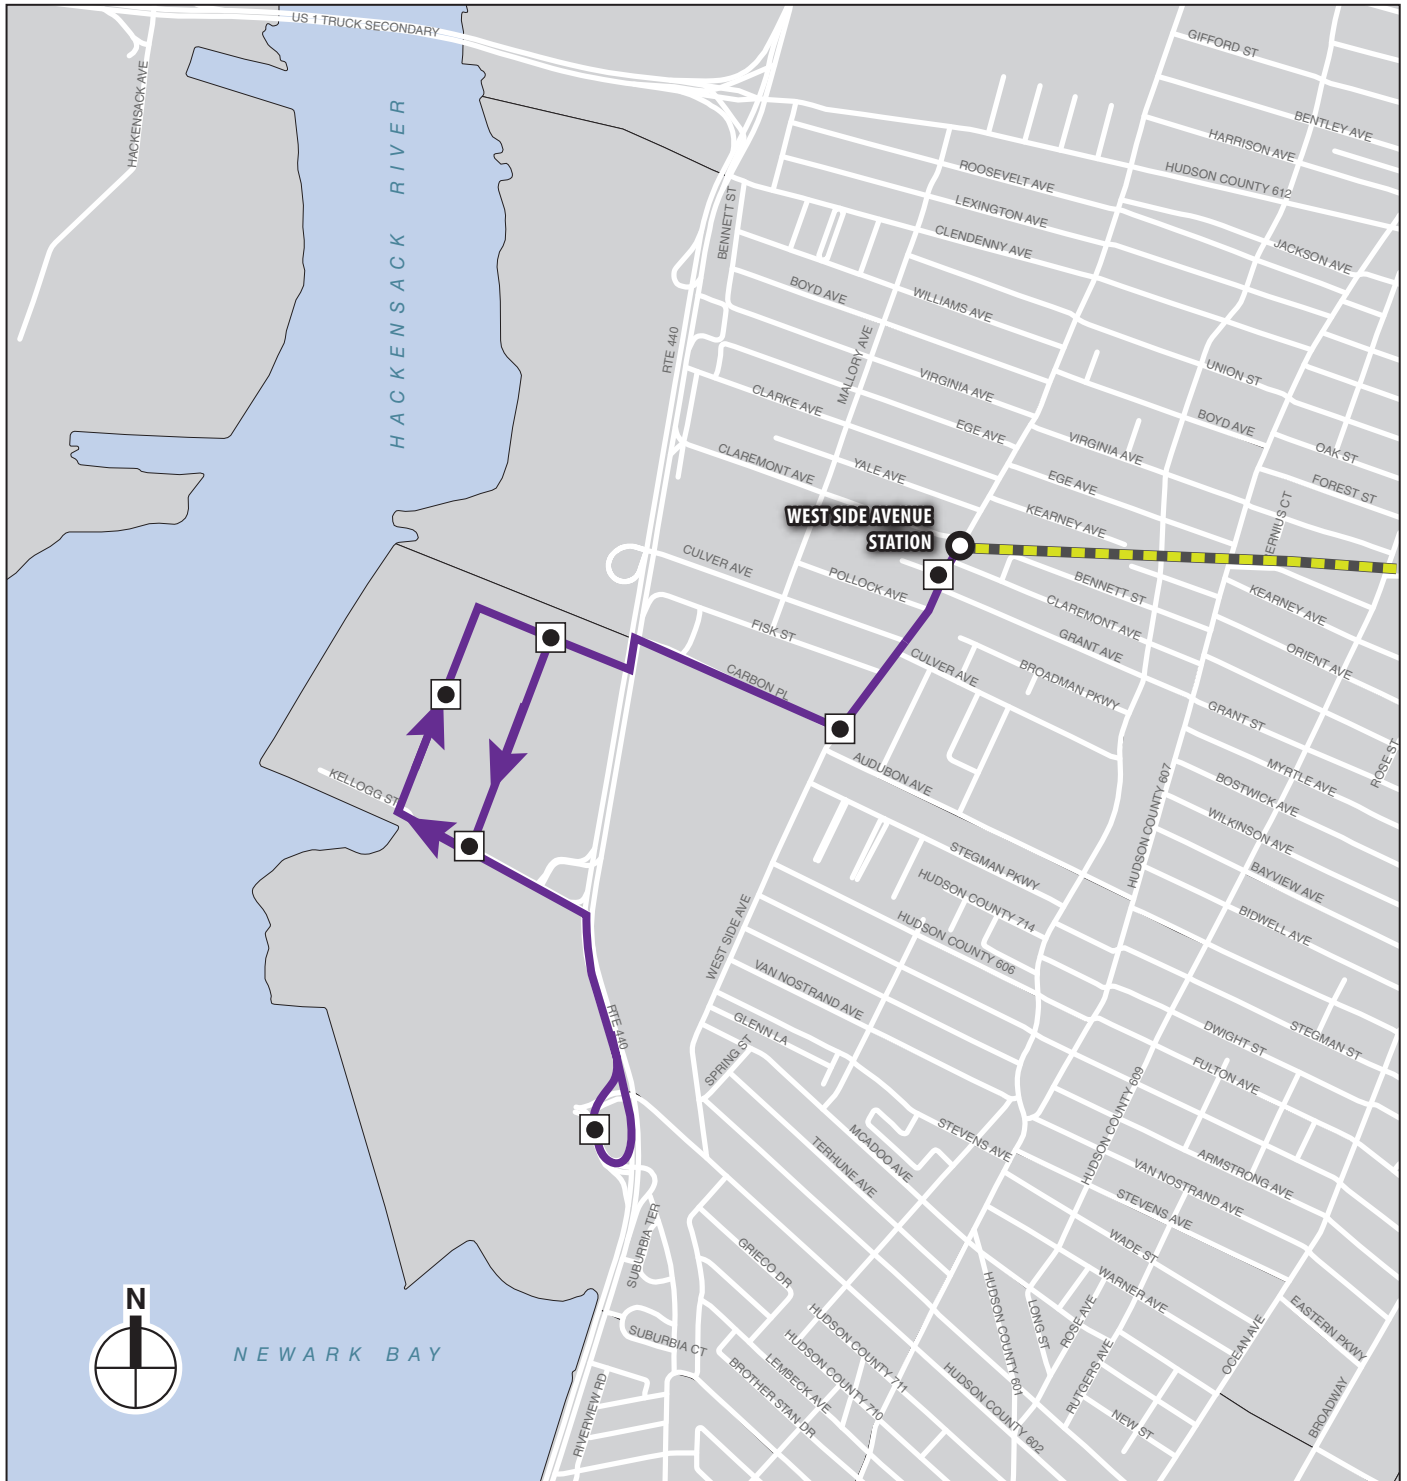 US 1 TRUCK SECONDARY
HACKENSACK AVE
HACKENSACK RIVER
GIFFORD ST
BENTLEY AVE
HARRISON AVE
HUDSON COUNTY 612
ROOSEVELT AVE
LEXINGTON AVE
CLENDENNY AVE
JACKSON AVE
BENNETT ST
BOYD AVE
WILLIAMS AVE
RTE 440
MALLORY AVE
UNION ST
VIRGINIA AVE
CLARKE AVE
BOYD AVE
EGE AVE
VIRGINIA AVE
OAK ST
CLAREMONT AVE
YALE AVE
EGE AVE
FOREST ST
KEARNEY AVE
ERNIUS CT
WEST SIDE AVENUE
STATION
CULVER AVE
POLLOCK AVE
BENNETT ST
KEARNEY AVE
CLAREMONT AVE
FISK ST
GRANT AVE
ORIENT AVE
CULVER AVE
BROADMAN PKWY
CARBON PL
GRANT ST
ROSE ST
KELLOGG ST
AUDUBON AVE
MYRTLE AVE
BOSTWICK AVE
HUDSON COUNTY 607
WILKINSON AVE
STEGMAN PKWY
BAYVIEW AVE
HUDSON COUNTY 714
BIDWELL AVE
HUDSON COUNTY 606
WEST SIDE AVE
VAN NOSTRAND AVE
RTE 440
GLENN LA
DWIGHT ST
STEGMAN ST
SPRING ST
FULTON AVE
HUDSON COUNTY 609
STEVENS AVE
MCADOO AVE
TERHUNE AVE
ARMSTRONG AVE
VAN NOSTRAND AVE
STEVENS AVE
SUBURBIA TER
WADE ST
GRIECO DR
WARNER AVE
N
HUDSON COUNTY 601
LONG ST
ROSE AVE
EASTERN PKWY
SUBURBIA CT
HUDSON COUNTY 711
OCEAN AVE
NEWARK BAY
HUDSON COUNTY 710
LEMBECK AVE
BROTHER STAN DR
HUDSON COUNTY 602
RUTGERS AVE
RIVERVIEW RD
NEW ST
BROADWAY